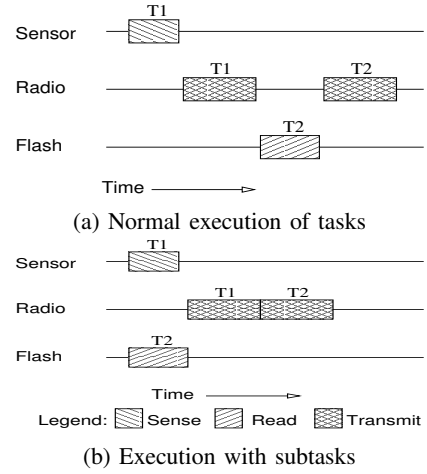 T1
Sensor
T1 T2
Radio
T2
Flash
Time
(a) Normal execution of tasks
T1
Sensor
T1 T2
Radio
T2
Flash
Time
Legend: Sense Read Transmit
(b) Execution with subtasks